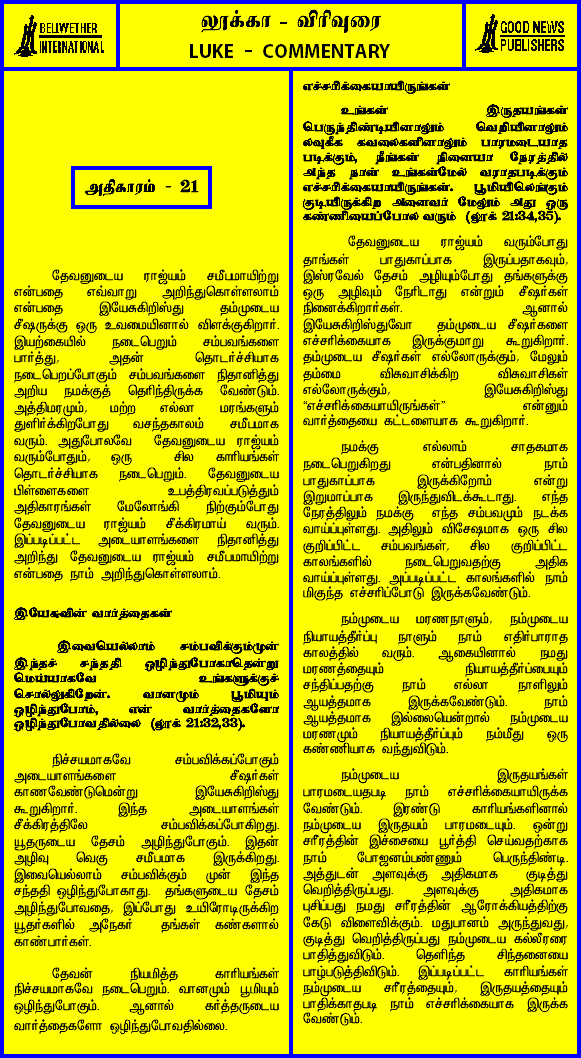 BELWETHER
INTERNATIONAL
லூக்கா - விரிவுரை
LUKE - COMMENTARY
GOOD NEWS
PUBLISHERS
அதிகாரம் - 21
தேவனுடைய ராஜ்யம் சமீபமாயிற்று
என்பதை எவ்வாறு அறிந்துகொள்ளலாம்
என்பதை இயேசுகிறிஸ்து தம்முடைய
சீஷருக்கு ஒரு உவமையினால் விளக்குகிறார்.
இயற்கையில் நடைபெறும் சம்பவங்களை
பார்த்து, அதன் தொடர்ச்சியாக
நடைபெறப்போகும் சம்பவங்களை நிதானித்து
அறிய நமக்குத் தெரிந்திருக்க வேண்டும்.
அத்திமரமும், மற்ற எல்லா மரங்களும்
துளிர்க்கிறபோது வசந்தகாலம் சமீபமாக
வரும். அதுபோலவே தேவனுடைய ராஜ்யம்
வரும்போதும், ஒரு சில காரியங்கள்
தொடர்ச்சியாக நடைபெறும். தேவனுடைய
பிள்ளைகளை உபத்திரவப்படுத்தும்
அதிகாரங்கள் மேலோங்கி நிற்கும்போது
தேவனுடைய ராஜ்யம் சீக்கிரமாய் வரும்.
இப்படிப்பட்ட அடையாளங்களை நிதானித்து
அறிந்து தேவனுடைய ராஜ்யம் சமீபமாயிற்று
என்பதை நாம் அறிந்துகொள்ளலாம்.
இயேசுவின் வார்த்தைகள்
இவையெல்லாம் சம்பவிக்கும்முன்
இந்தச் சந்ததி ஒழிந்துபோகாதென்று
மெய்யாகவே உங்களுக்குச்
சொல்லுகிறேன். வானமும் பூமியும்
ஒழிந்துபோம், என் வார்த்தைகளோ
ஒழிந்துபோவதில்லை (லூக் 21:32,33).
நிச்சயமாகவே சம்பவிக்கப்போகும்
அடையாளங்களை சீஷர்கள்
காணவேண்டுமென்று இயேசுகிறிஸ்து
கூறுகிறார். இந்த அடையாளங்கள்
சீக்கிரத்திலே சம்பவிக்கப்போகிறது.
யூதருடைய தேசம் அழிந்துபோகும். இதன்
அழிவு வெகு சமீபமாக இருக்கிறது.
இவையெல்லாம் சம்பவிக்கும் முன் இந்த
சந்ததி ஒழிந்துபோகாது. தங்களுடைய தேசம்
அழிந்துபோவதை, இப்போது உயிரோடிருக்கிற
யூதர்களில் அநேகர் தங்கள் கண்களால்
காண்பார்கள்.
தேவன் நியமித்த காரியங்கள்
நிச்சயமாகவே நடைபெறும். வானமும் பூமியும்
ஒழிந்துபோகும். ஆனால் கர்த்தருடைய
வார்த்தைகளோ ஒழிந்துபோவதில்லை.
எச்சரிக்கையாயிருங்கள்
உங்கள் இருதயங்கள்
பெருந்திண்டியினாலும் வெறியினாலும்
லவுகீக கவலைகளினாலும் பாரமடையாத
படிக்கும், நீங்கள் நினையா நேரத்தில்
அந்த நாள் உங்கள்மேல் வராதபடிக்கும்
எச்சரிக்கையாயிருங்கள். பூமியிலெங்கும்
குடியிருக்கிற அனைவர் மேலும் அது ஒரு
கண்ணியைப்போல வரும் (லூக் 21:34,35).
தேவனுடைய ராஜ்யம் வரும்போது
தாங்கள் பாதுகாப்பாக இருப்பதாகவும்,
இஸ்ரவேல் தேசம் அழியும்போது தங்களுக்கு
ஒரு அழிவும் நேரிடாது என்றும் சீஷர்கள்
நினைக்கிறார்கள். ஆனால்
இயேசுகிறிஸ்துவோ தம்முடைய சீஷர்களை
எச்சரிக்கையாக இருக்குமாறு கூறுகிறார்.
தம்முடைய சீஷர்கள் எல்லோருக்கும், மேலும்
தம்மை விசுவாசிக்கிற விசுவாசிகள்
எல்லோருக்கும், இயேசுகிறிஸ்து
“எச்சரிக்கையாயிருங்கள்” என்னும்
வார்த்தையை கட்டளையாக கூறுகிறார்.
நமக்கு எல்லாம் சாதகமாக
நடைபெறுகிறது என்பதினால் நாம்
பாதுகாப்பாக இருக்கிறோம் என்று
இறுமாப்பாக இருந்துவிடக்கூடாது. எந்த
நேரத்திலும் நமக்கு எந்த சம்பவமும் நடக்க
வாய்ப்புள்ளது. அதிலும் விசேஷமாக ஒரு சில
குறிப்பிட்ட சம்பவங்கள், சில குறிப்பிட்ட
காலங்களில் நடைபெறுவதற்கு அதிக
வாய்ப்புள்ளது. அப்படிப்பட்ட காலங்களில் நாம்
மிகுந்த எச்சரிப்போடு இருக்கவேண்டும்.
நம்முடைய மரணநாளும், நம்முடைய
நியாயத்தீர்ப்பு நாளும் நாம் எதிர்பாராத
காலத்தில் வரும். ஆகையினால் நமது
மரணத்தையும் நியாயத்தீர்ப்பையும்
சந்திப்பதற்கு நாம் எல்லா நாளிலும்
ஆயத்தமாக இருக்கவேண்டும். நாம்
ஆயத்தமாக இல்லையென்றால் நம்முடைய
மரணமும் நியாயத்தீர்ப்பும் நம்மீது ஒரு
கண்ணியாக வந்துவிடும்.
நம்முடைய இருதயங்கள்
பாரமடையதபடி நாம் எச்சரிக்கையாயிருக்க
வேண்டும். இரண்டு காரியங்களினால்
நம்முடைய இருதயம் பாரமடையும். ஒன்று
சரீரத்தின் இச்சையை பூர்த்தி செய்வதற்காக
நாம் போஜனம்பண்ணும் பெருந்திண்டி.
அத்துடன் அளவுக்கு அதிகமாக குடித்து
வெறித்திருப்பது. அளவுக்கு அதிகமாக
புசிப்பது நமது சரீரத்தின் ஆரோக்கியத்திற்கு
கேடு விளைவிக்கும். மதுபானம் அருந்துவது,
குடித்து வெறித்திருப்பது நம்முடைய கல்லீரரை
பாதித்துவிடும். தெளிந்த சிந்தனையை
பாழ்படுத்திவிடும். இப்படிப்பட்ட காரியங்கள்
நம்முடைய சரீரத்தையும், இருதயத்தையும்
பாதிக்காதபடி நாம் எச்சரிக்கையாக இருக்க
வேண்டும்.